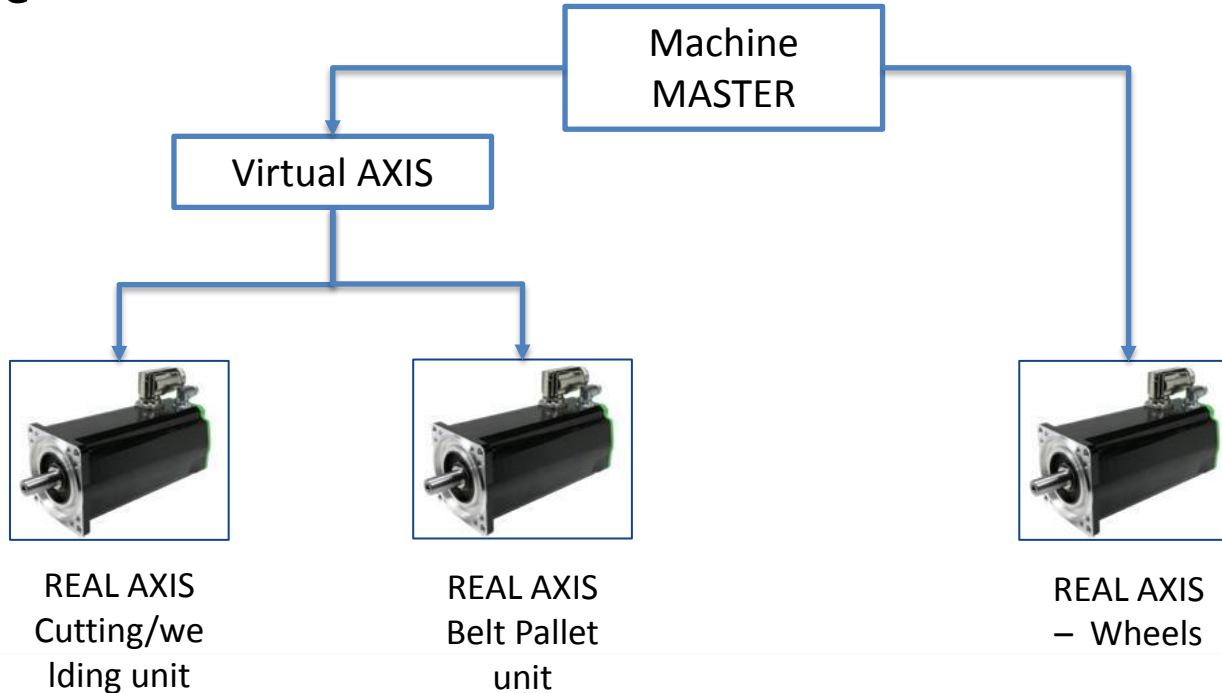 Machine
MASTER
Virtual AXIS
REAL AXIS
Cutting/we
lding unit
REAL AXIS
Belt Pallet
unit
REAL AXIS
– Wheels